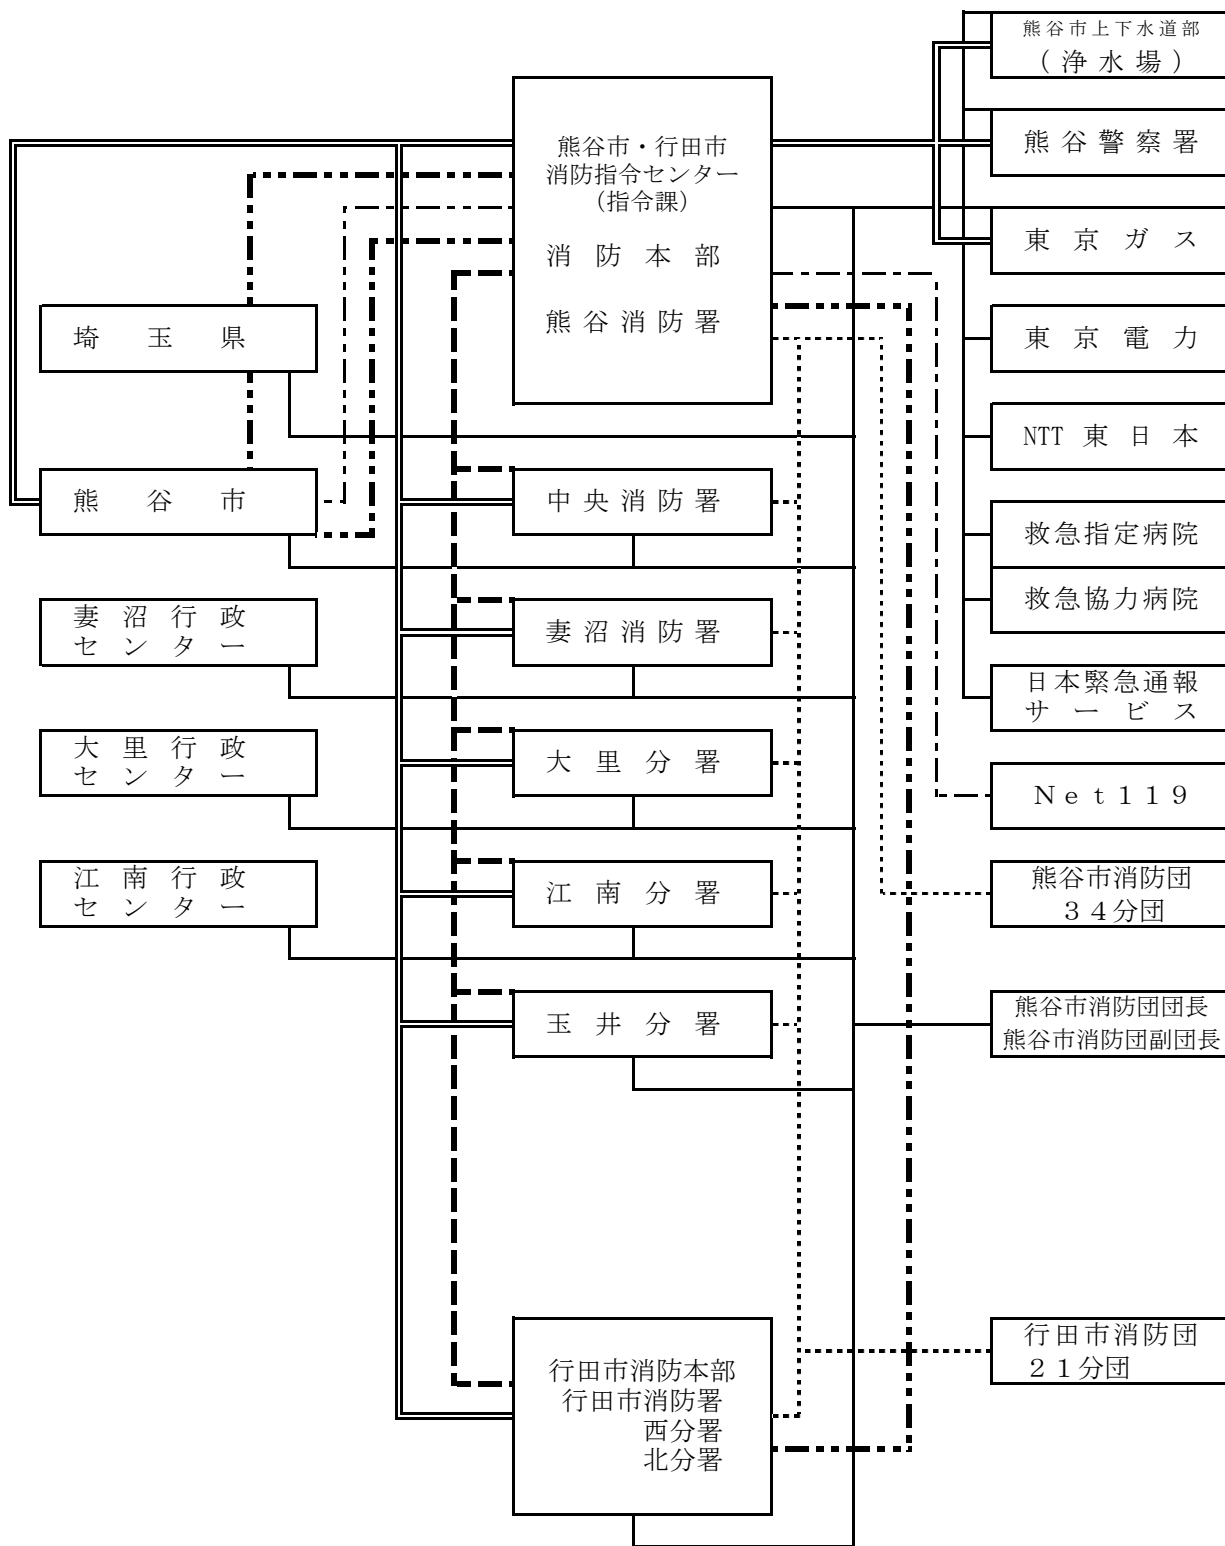 熊谷市上下水道部
(浄水場)
熊谷警察署
東京ガス
東京電力
NTT 東日本
救急指定病院
救急協力病院
日本緊急通報
サービス
Ｎｅｔ１１９
熊谷市消防団
３４分団
熊谷市消防団団長
熊谷市消防団副団長
行田市消防団
２１分団
熊谷市・行田市
消防指令センター
(指令課)
消防本部
熊谷消防署
中央消防署
妻沼消防署
大里分署
江南分署
玉井分署
行田市消防本部
行田市消防署
西分署
北分署
埼玉県
熊谷市
妻沼行政
センター
大里行政
センター
江南行政
センター